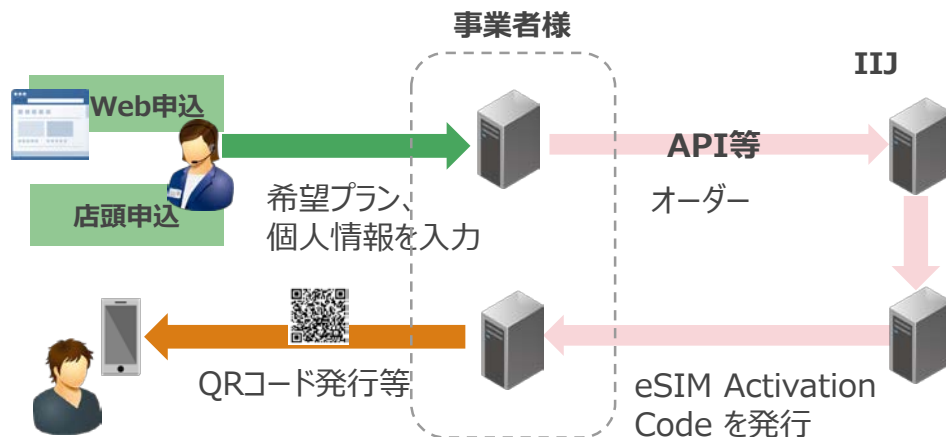 事業者様
IIJ
Web申込
店頭申込
希望プラン、
個人情報を入力
API等
オーダー
QRコード発行等
eSIM Activation
Code を発行